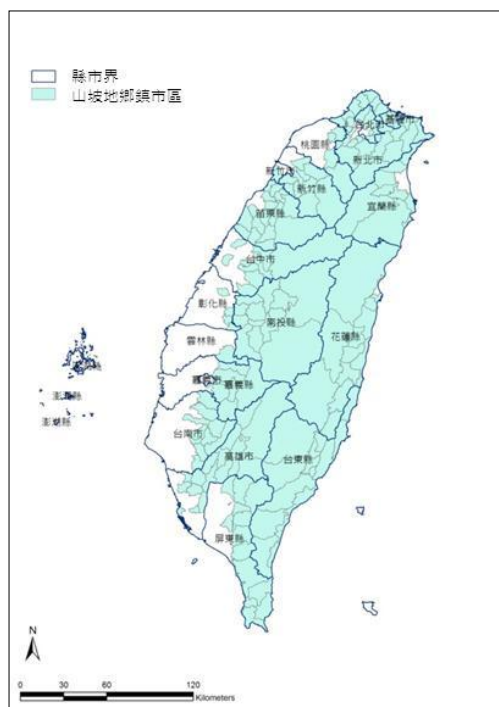 縣市界
山坡地鄉鎮市區
桃園縣
新北市
新竹縣
宜蘭縣
苗栗縣
台中市
彰化縣
南投縣
雲林縣
花蓮縣
嘉義縣
台南市
高雄市
台東縣
屏東縣
澎湖縣
澎湖縣
N
0 30 60 120
Kilometers